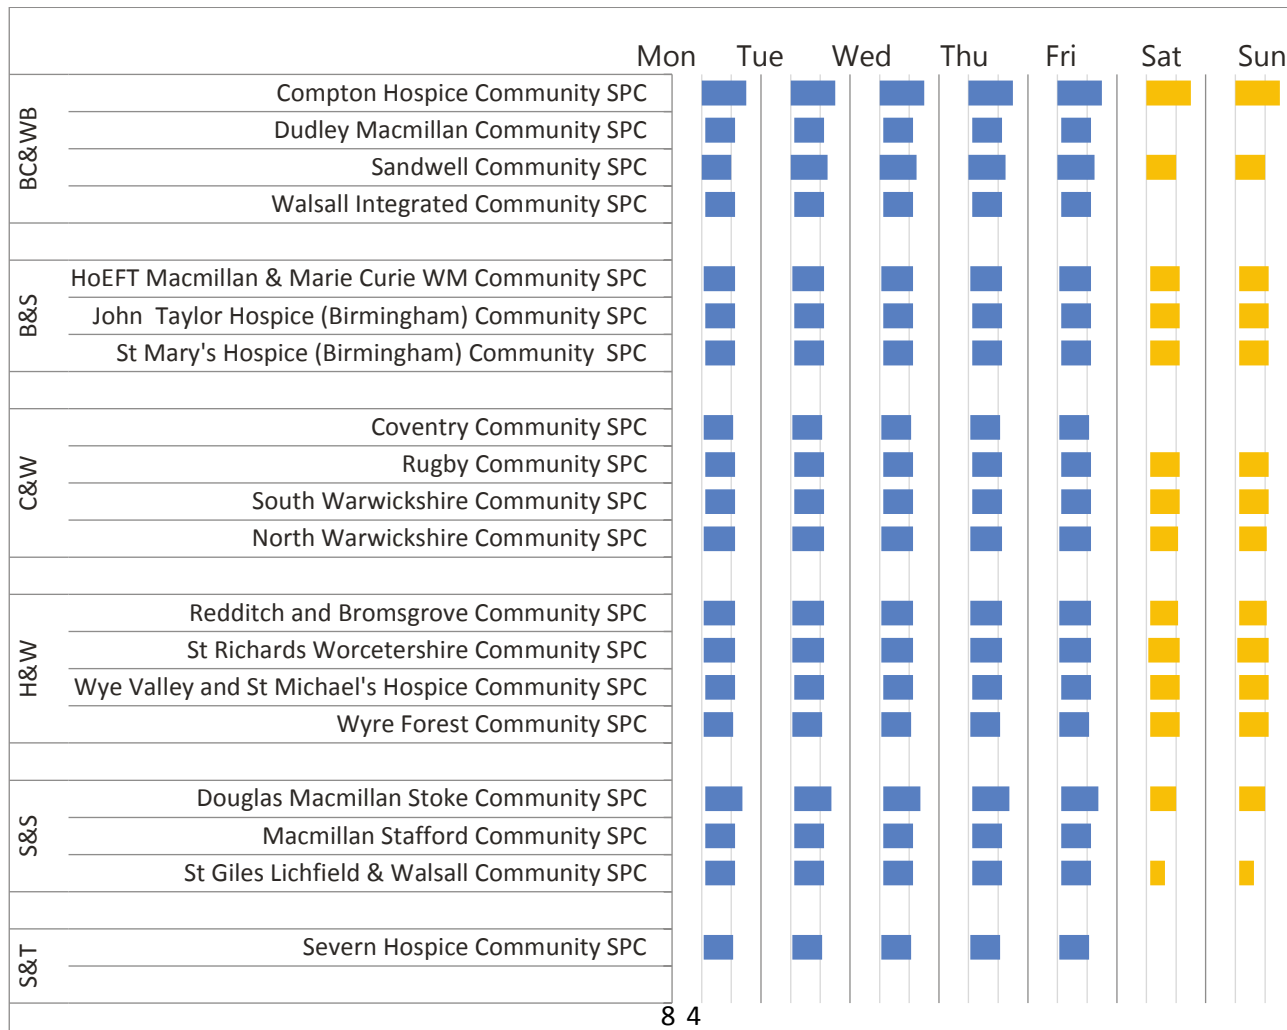 Mon Tue Wed Thu Fri Sat Sun
BC&WB
Compton Hospice Community SPC
Dudley Macmillan Community SPC
Sandwell Community SPC
Walsall Integrated Community SPC
B&S
HoEFT Macmillan & Marie Curie WM Community SPC
John  Taylor Hospice (Birmingham) Community SPC
St Mary's Hospice (Birmingham) Community  SPC
C&W
Coventry Community SPC
Rugby Community SPC
South Warwickshire Community SPC
North Warwickshire Community SPC
H&W
Redditch and Bromsgrove Community SPC
St Richards Worcetershire Community SPC
Wye Valley and St Michael's Hospice Community SPC
Wyre Forest Community SPC
S&S
Douglas Macmillan Stoke Community SPC
Macmillan Stafford Community SPC
St Giles Lichfield & Walsall Community SPC
S&T
Severn Hospice Community SPC
8 4